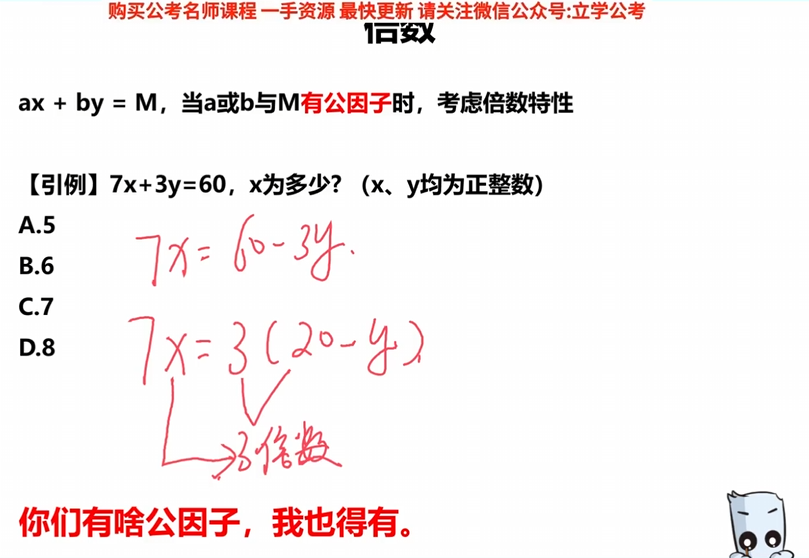 购买公考名师课程 一手资源 最快更新 请关注微信公众号:立学公考
倍数
ax + by = M，当a或b与M有公因子时，考虑倍数特性
【引例】7x+3y=60，x为多少？（x、y均为正整数）
A.5
7x = 60 - 3y.
B.6
C.7
7x = 3(20 - y)
D.8
3倍数
你们有啥公因子，我也得有。